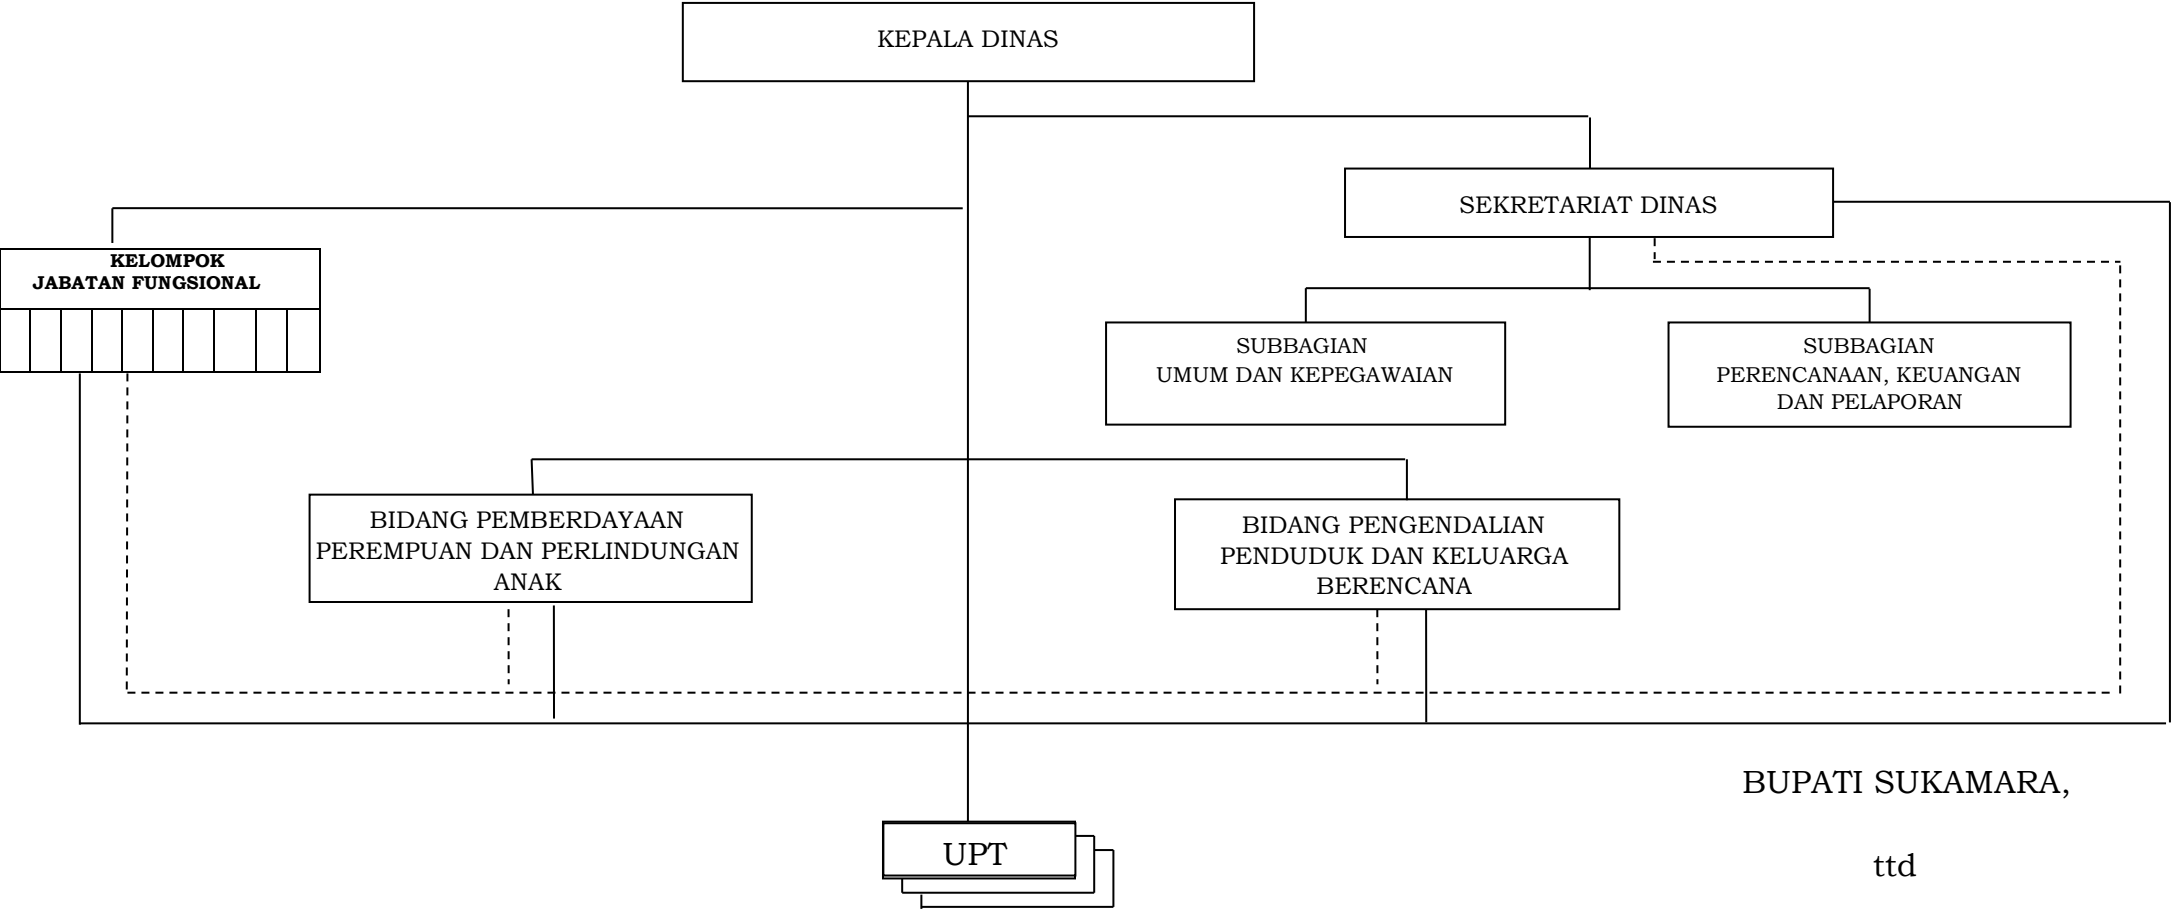 KEPALA DINAS
SEKRETARIAT DINAS
KELOMPOK
JABATAN FUNGSIONAL
SUBBAGIAN
UMUM DAN KEPEGAWAIAN
SUBBAGIAN
PERENCANAAN, KEUANGAN
DAN PELAPORAN
BIDANG PEMBERDAYAAN
PEREMPUAN DAN PERLINDUNGAN
ANAK
BIDANG PENGENDALIAN
PENDUDUK DAN KELUARGA
BERENCANA
BUPATI SUKAMARA,
UPT
ttd